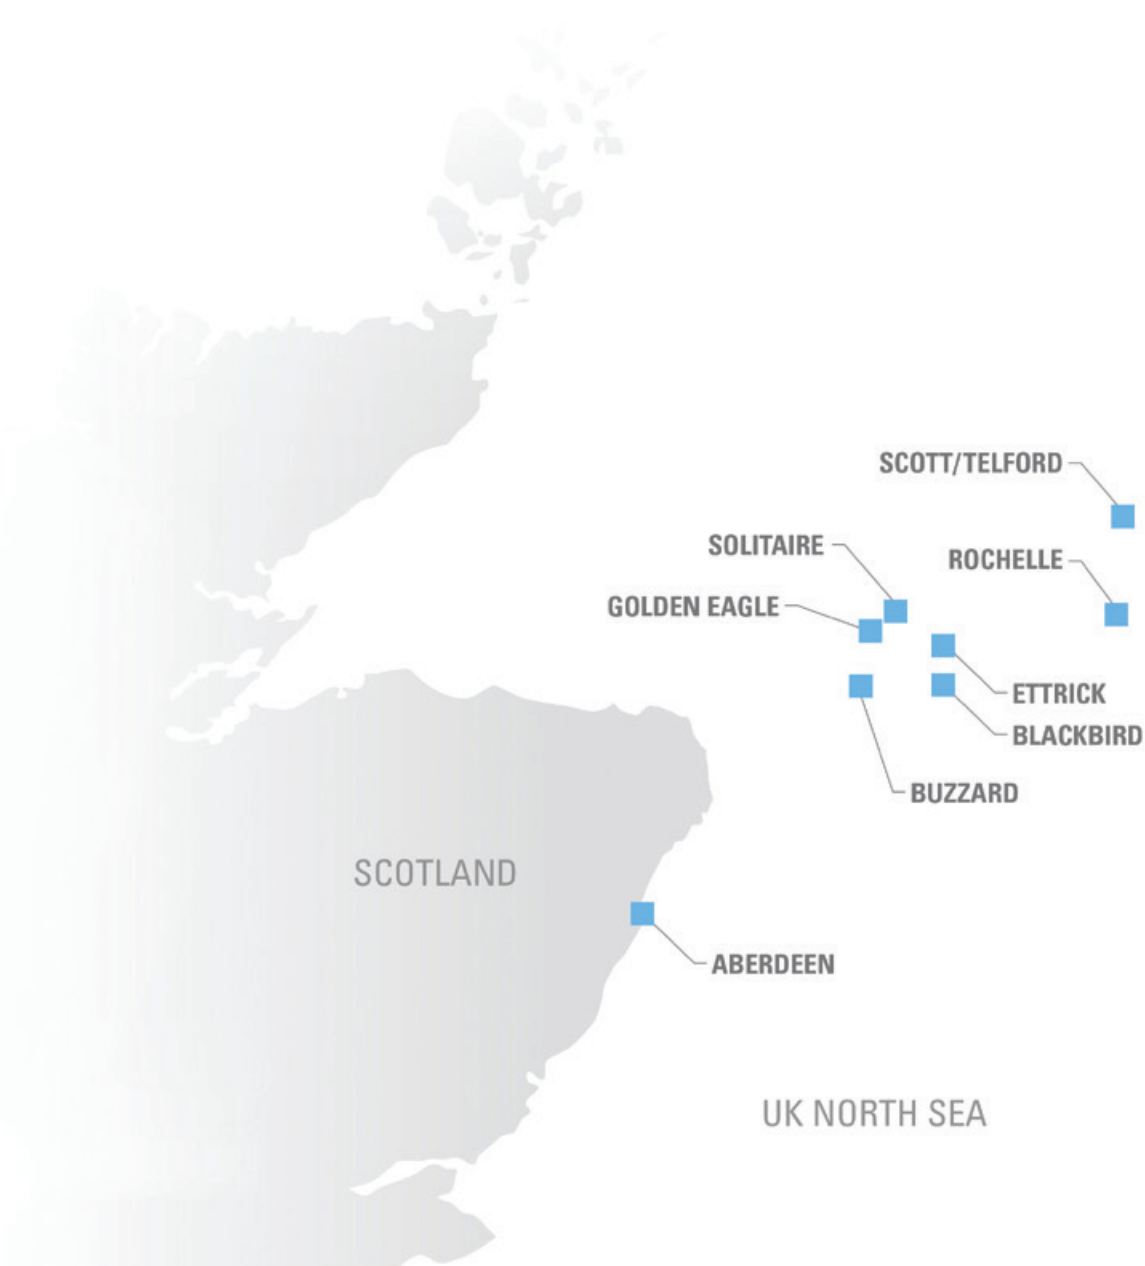 SCOTT/TELFORD
SOLITAIRE
ROCHELLE
GOLDEN EAGLE
ETTRICK
BLACKBIRD
BUZZARD
SCOTLAND
ABERDEEN
UK NORTH SEA